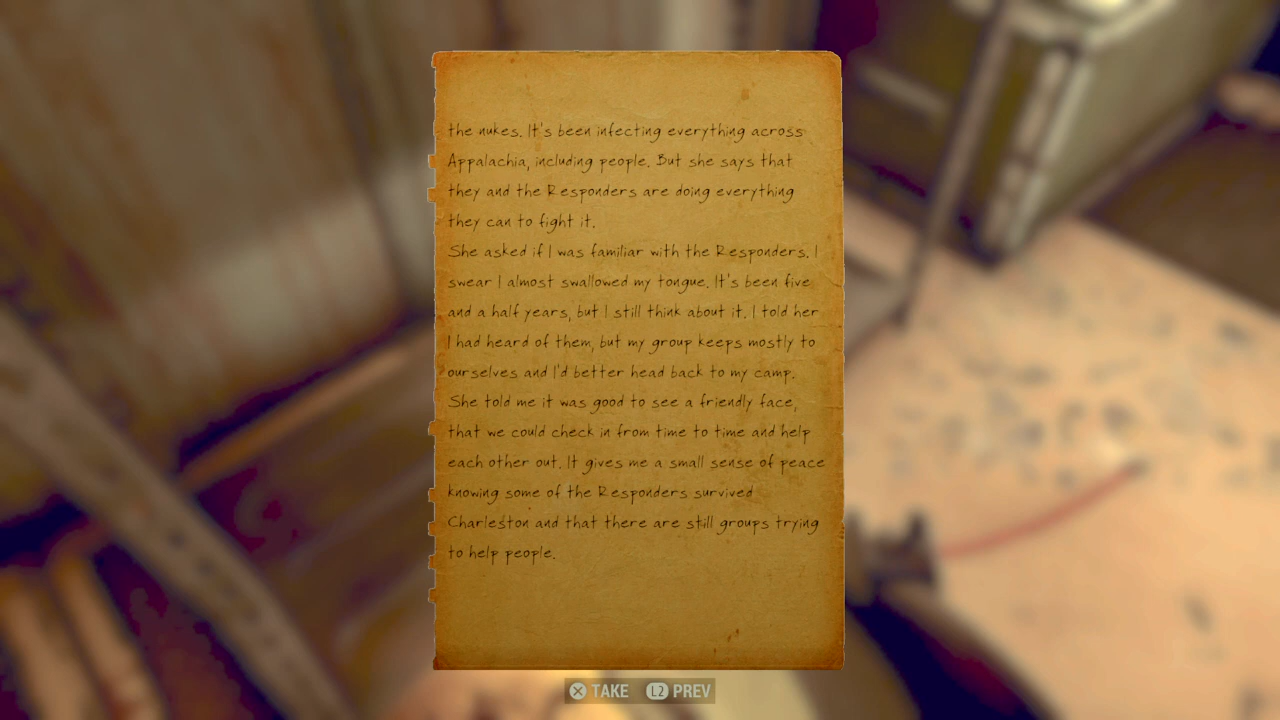 the nukes. It's been infecting everything across
Appalachia, including people. But she says that
they and the Responders are doing everything
they can to fight it.
She asked if I was familiar with the Responders. I
swear I almost swallowed my tongue. It's been five
and a half years, but I still think about it. I told her
I had heard of them, but my group keeps mostly to
ourselves and I'd better head back to my camp.
She told me it was good to see a friendly face,
that we could check in from time to time and help
each other out. It gives me a small sense of peace
knowing some of the Responders survived
Charleston and that there are still groups trying
to help people.
TAKE L2 PREV